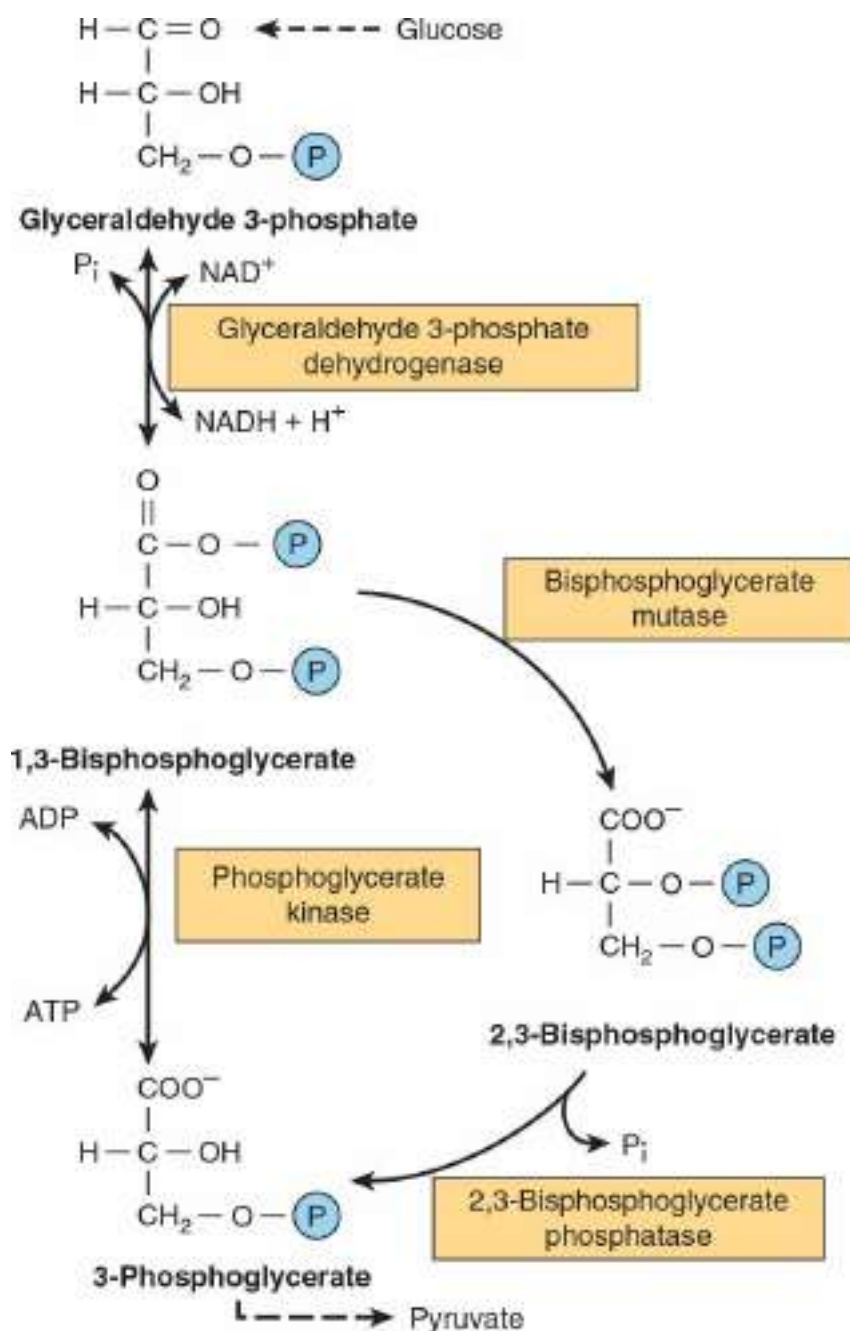 H – C = O
Glucose
H – C – OH
CH₂ – O – P
Glyceraldehyde 3-phosphate
Pi
NAD⁺
Glyceraldehyde 3-phosphate
dehydrogenase
NADH + H⁺
O
C – O – P
H – C – OH
CH₂ – O – P
Bisphosphoglycerate
mutase
1,3-Bisphosphoglycerate
ADP
Phosphoglycerate
kinase
ATP
COO⁻
H – C – O – P
CH₂ – O – P
2,3-Bisphosphoglycerate
Pi
2,3-Bisphosphoglycerate
phosphatase
COO⁻
H – C – OH
CH₂ – O – P
3-Phosphoglycerate
Pyruvate